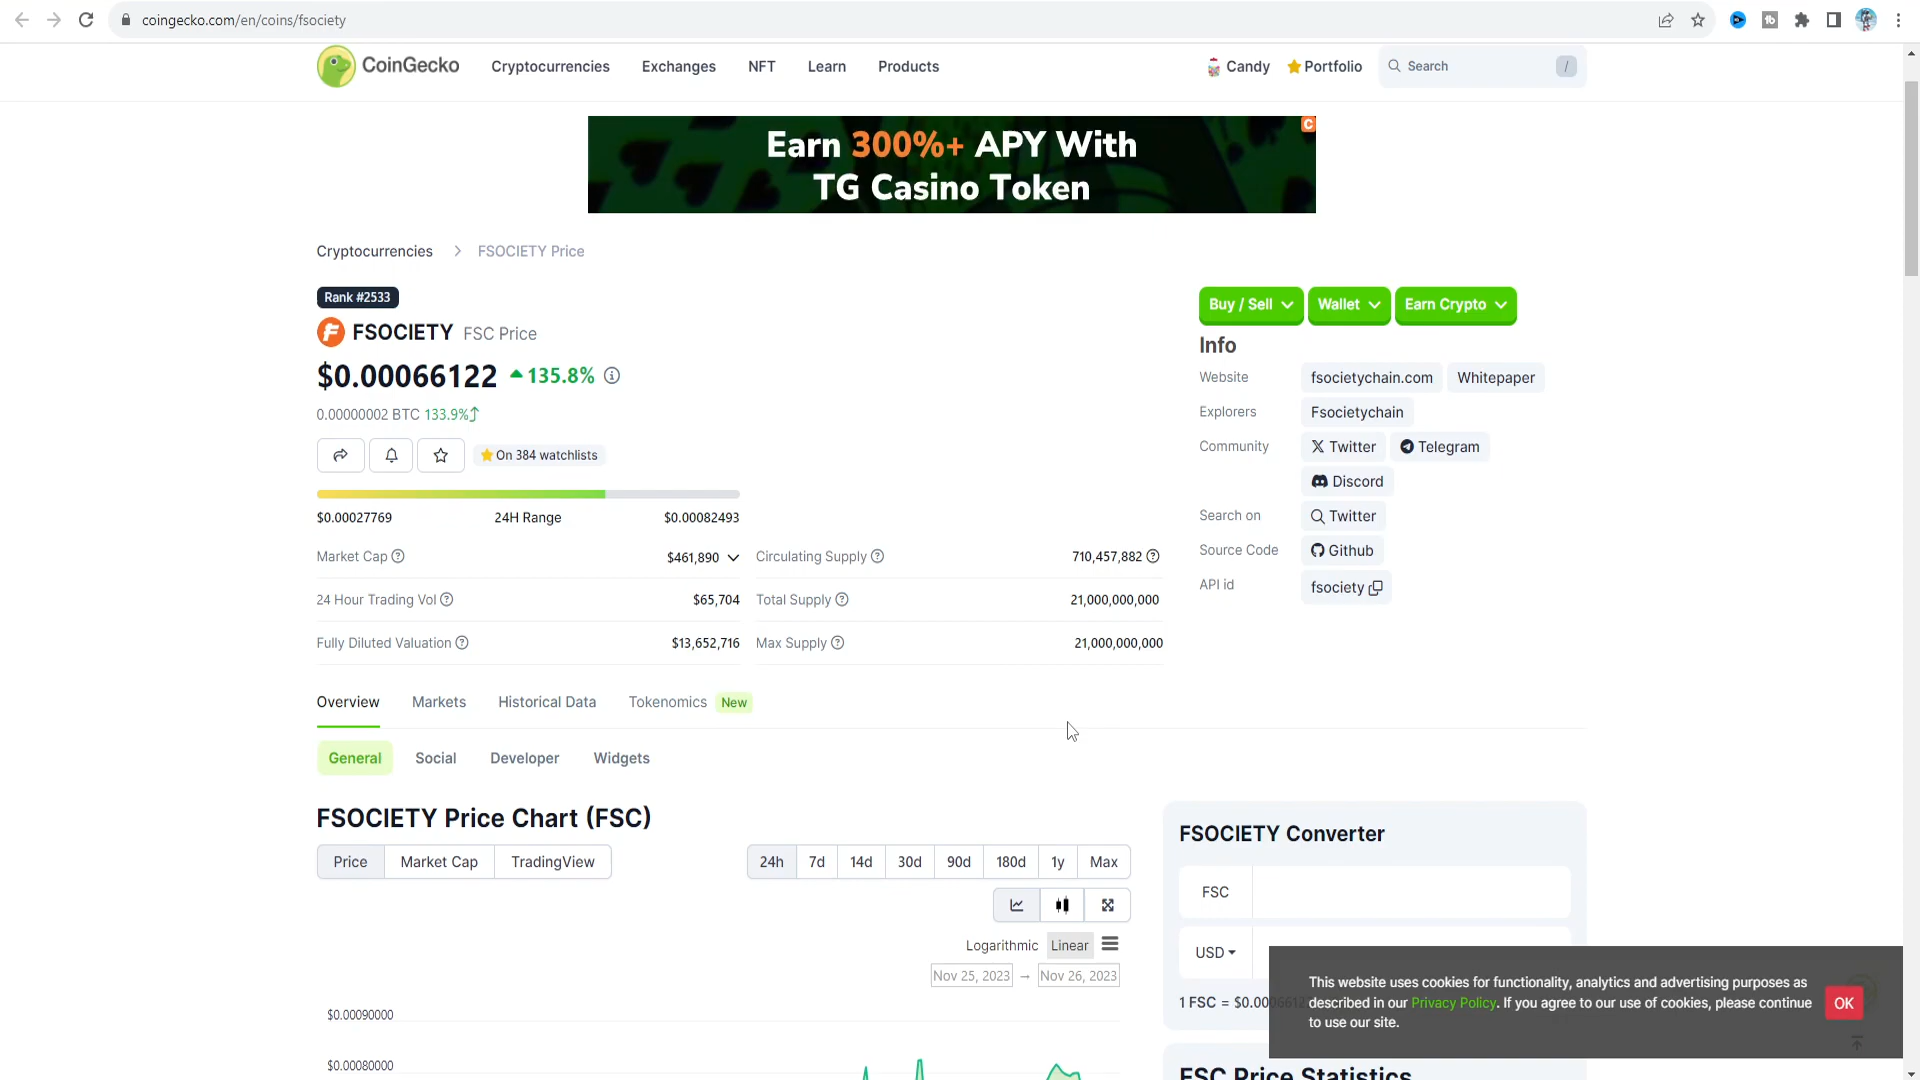 coingecko.com/en/coins/fsociety
CoinGecko Cryptocurrencies Exchanges NFT Learn Products Candy Portfolio Search /
Earn 300%+ APY With
TG Casino Token
Cryptocurrencies FSOCIETY Price
Rank #2533
FSOCIETY FSC Price
$0.00066122 135.8%
0.00000002 BTC 133.9%
On 384 watchlists
$0.00027769 24H Range $0.00082493
Market Cap $461,890 Circulating Supply 710,457,882
24 Hour Trading Vol $65,704 Total Supply 21,000,000,000
Fully Diluted Valuation $13,652,716 Max Supply 21,000,000,000
Buy / Sell Wallet Earn Crypto
Info
Website fsocietychain.com Whitepaper
Explorers Fsocietychain
Community X Twitter Telegram
Discord
Search on Twitter
Source Code Github
API id fsociety
Overview Markets Historical Data Tokenomics New
General Social Developer Widgets
FSOCIETY Price Chart (FSC)
Price Market Cap TradingView 24h 7d 14d 30d 90d 180d 1y Max
Logarithmic Linear
Nov 25, 2023 → Nov 26, 2023
$0.00090000
$0.00080000
FSOCIETY Converter
FSC
USD
1 FSC = $0.00066122
This website uses cookies for functionality, analytics and advertising purposes as
described in our Privacy Policy. If you agree to our use of cookies, please continue
to use our site.
OK
FSC Price Statistics